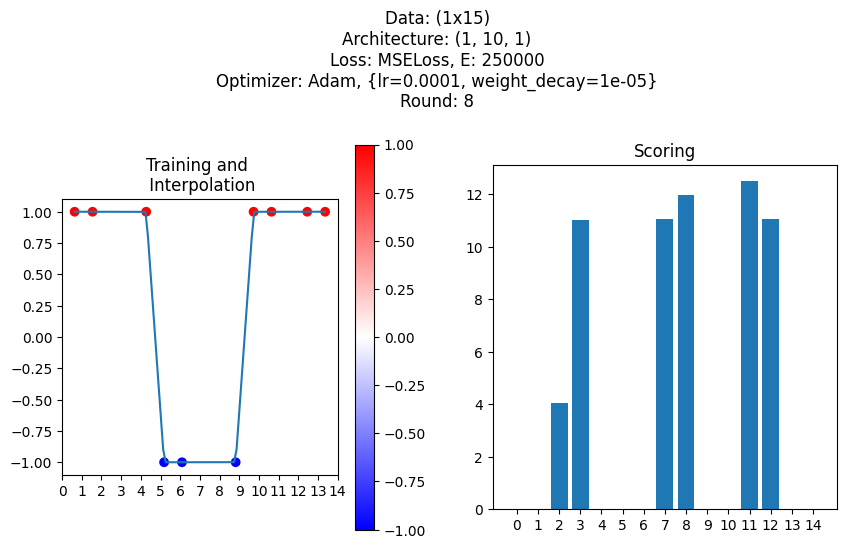 Data: (1x15)
Architecture: (1, 10, 1)
Loss: MSELoss, E: 250000
Optimizer: Adam, {lr=0.0001, weight_decay=1e-05}
Round: 8
Training and
Interpolation
1.00
0.75
0.50
0.25
0.00
−0.25
−0.50
−0.75
−1.00
0 1 2 3 4 5 6 7 8 9 10 11 12 13 14
1.00
0.75
0.50
0.25
0.00
−0.25
−0.50
−0.75
−1.00
Scoring
12
10
8
6
4
2
0
0 1 2 3 4 5 6 7 8 9 10 11 12 13 14